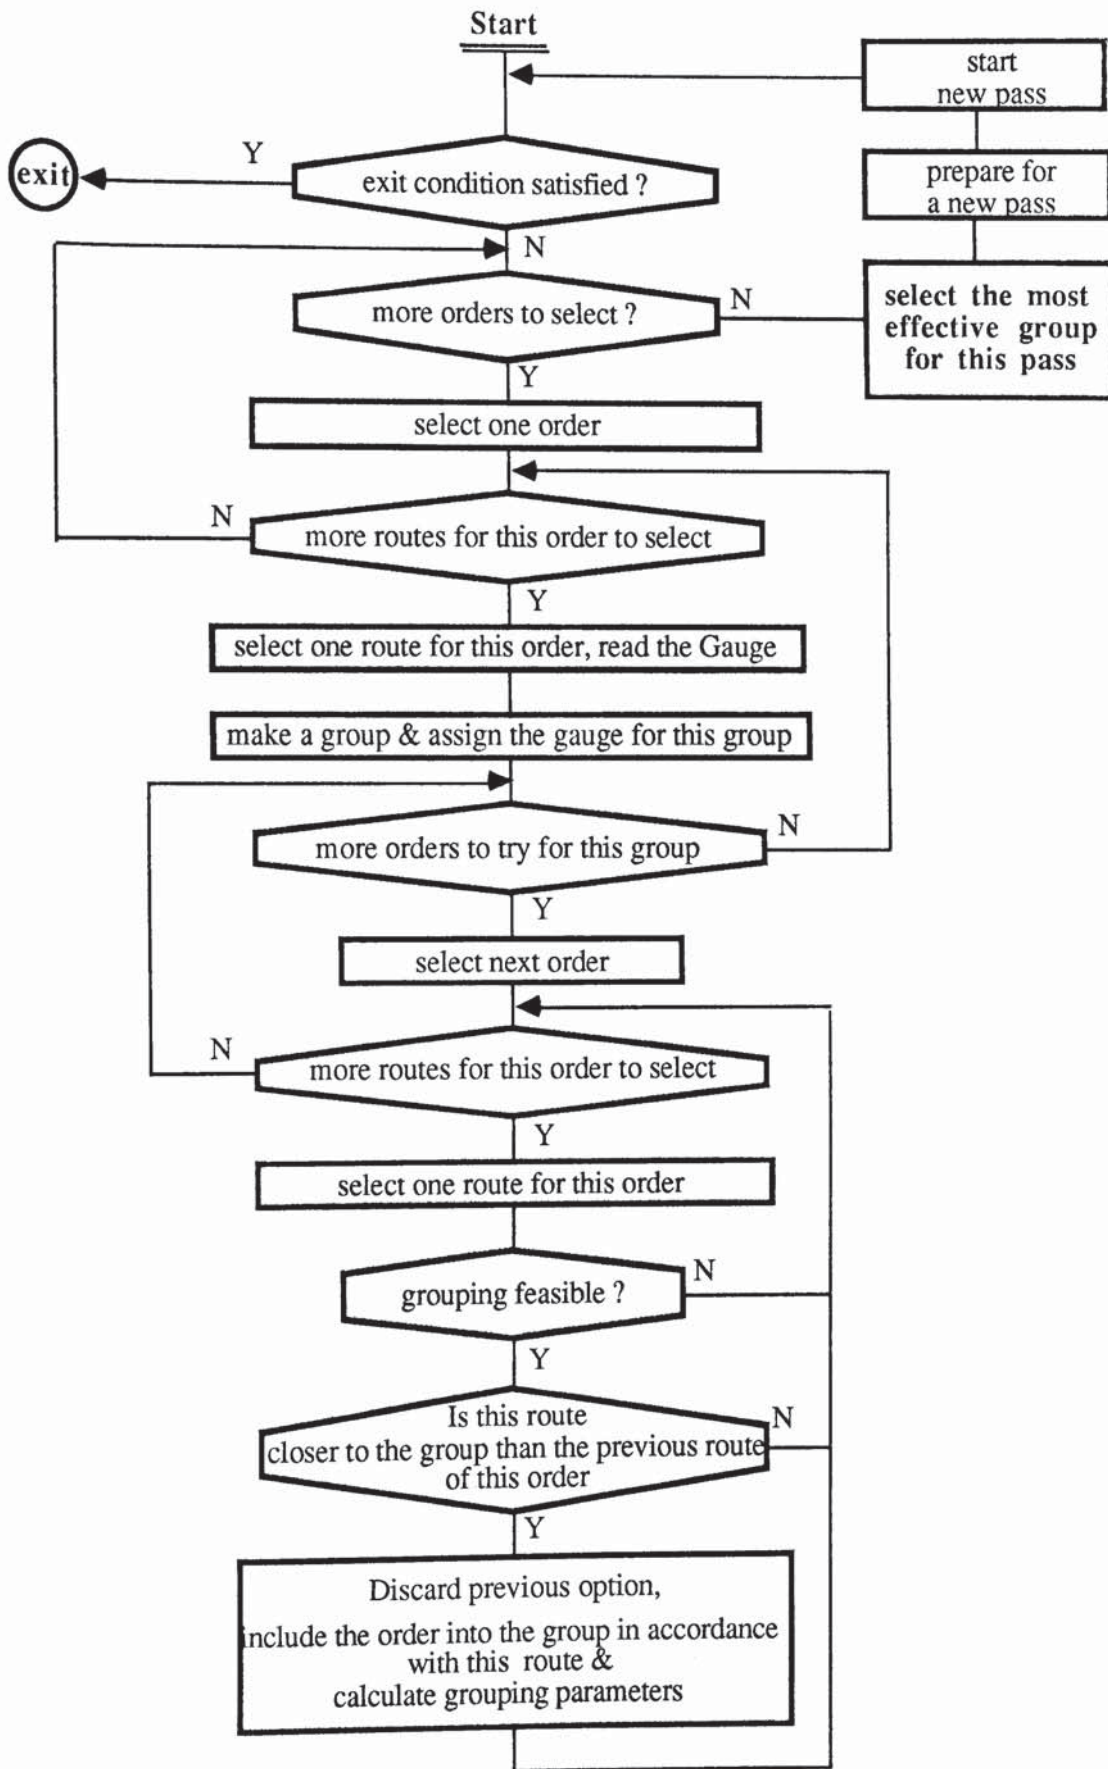 Start
start
new pass
exit
Y
exit condition satisfied ?
prepare for
a new pass
N
more orders to select ?
N
select the most
effective group
for this pass
Y
select one order
N
more routes for this order to select
Y
select one route for this order, read the Gauge
make a group & assign the gauge for this group
more orders to try for this group
N
Y
select next order
N
more routes for this order to select
Y
select one route for this order
grouping feasible ?
N
Y
Is this route
closer to the group than the previous route
of this order
N
Y
Discard previous option,
include the order into the group in accordance
with this route &
calculate grouping parameters